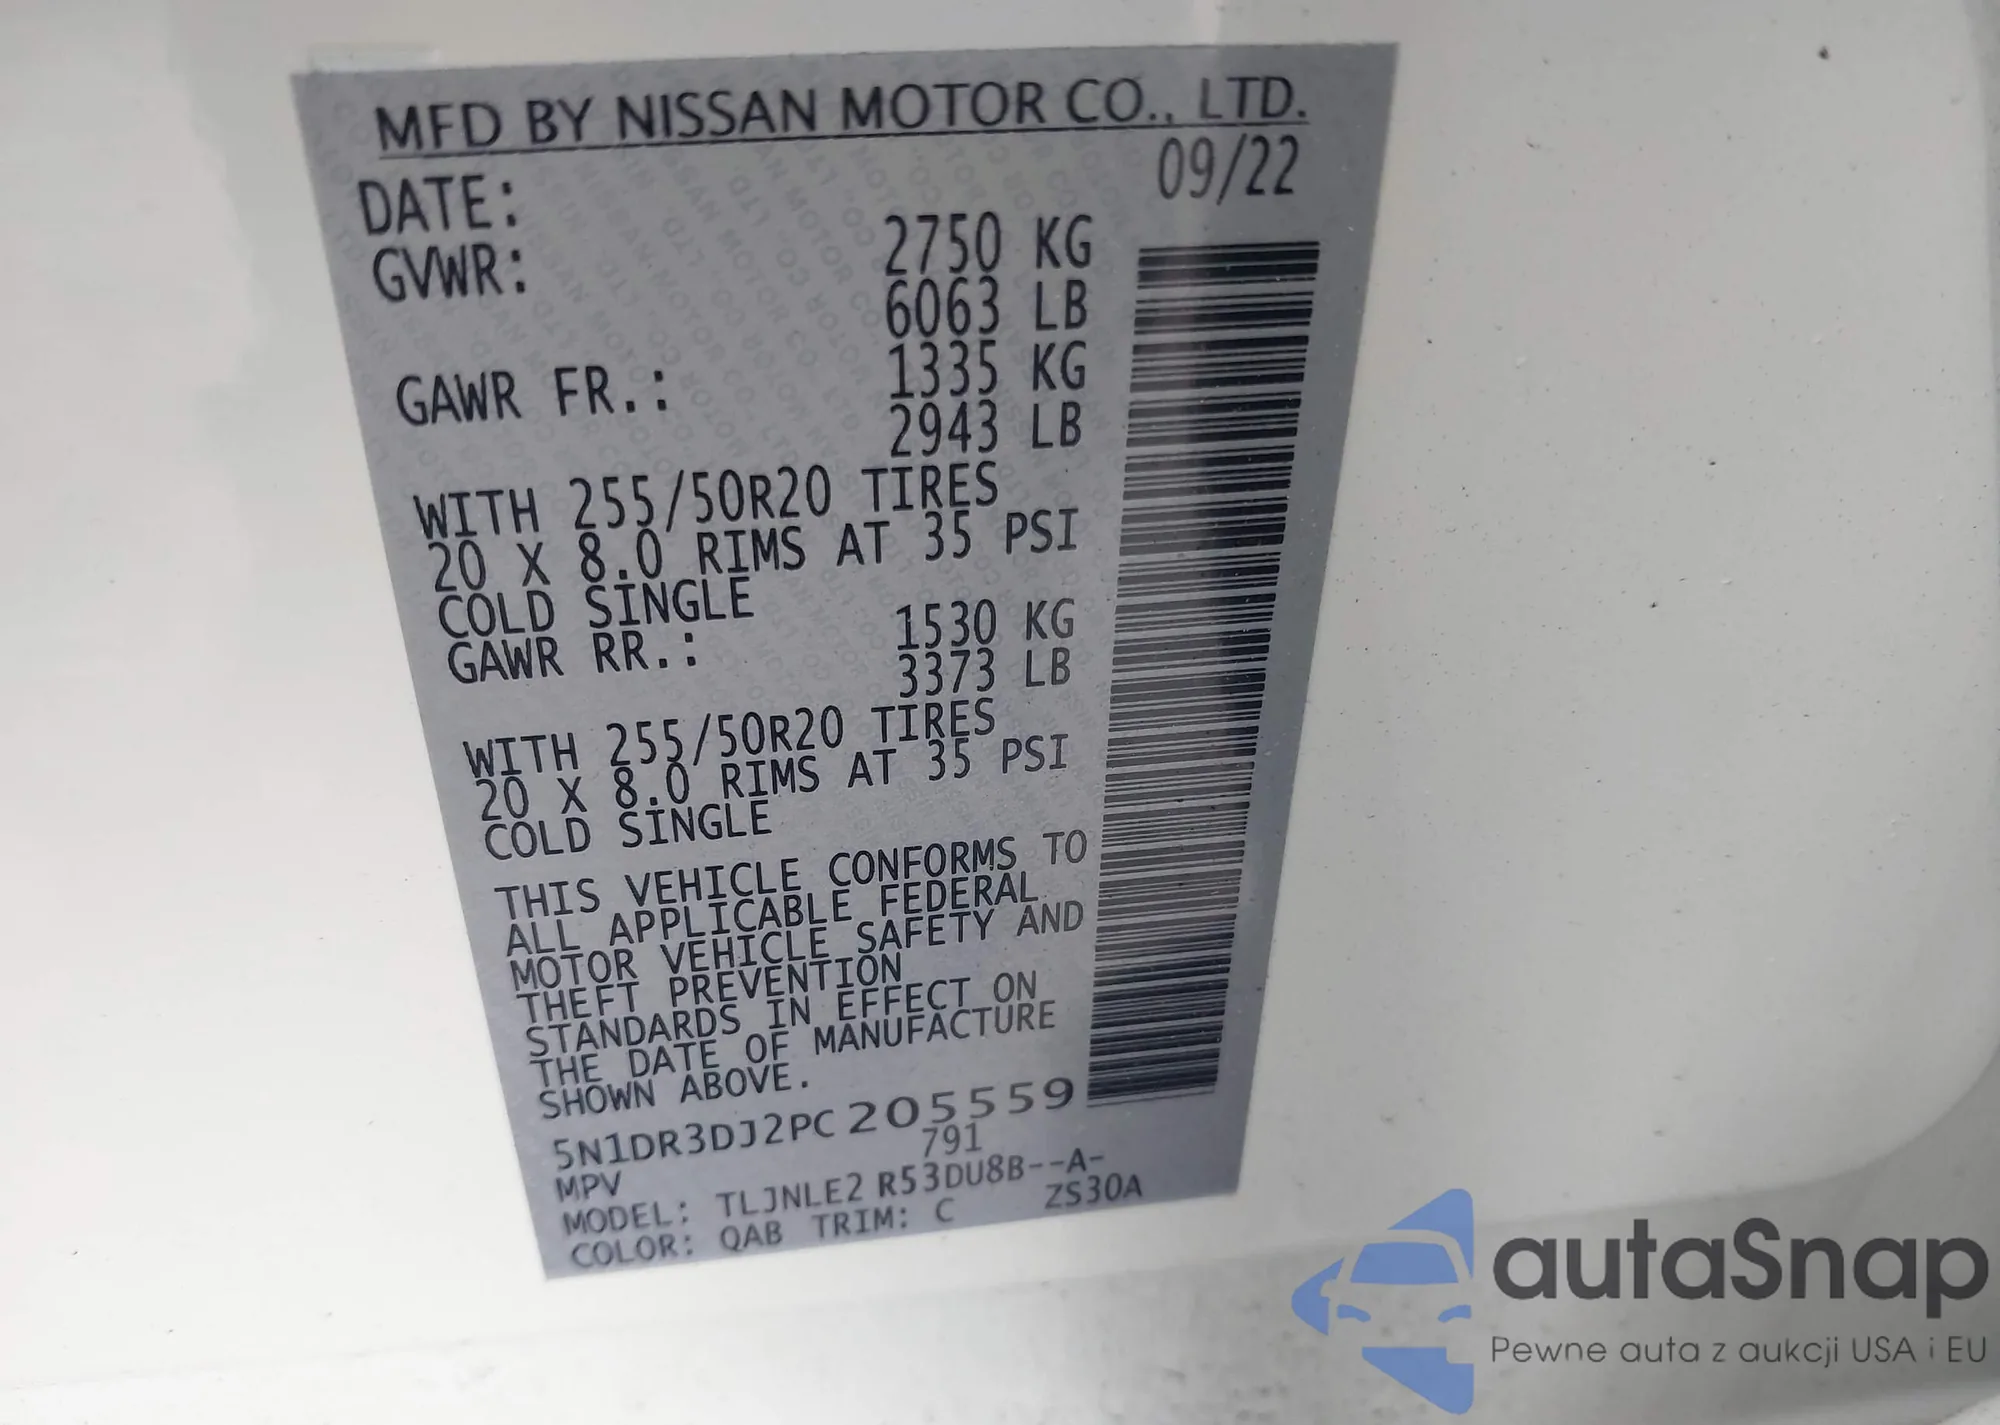 MFD BY NISSAN MOTOR CO., LTD.
DATE: 09/22
GVWR: 2750 KG
6063 LB
GAWR FR.: 1335 KG
2943 LB
WITH 255/50R20 TIRES
20 X 8.0 RIMS AT 35 PSI
COLD SINGLE
GAWR RR.: 1530 KG
3373 LB
WITH 255/50R20 TIRES
20 X 8.0 RIMS AT 35 PSI
COLD SINGLE
THIS VEHICLE CONFORMS TO
ALL APPLICABLE FEDERAL
MOTOR VEHICLE SAFETY AND
THEFT PREVENTION
STANDARDS IN EFFECT ON
THE DATE OF MANUFACTURE
SHOWN ABOVE.
5N1DR3DJ2PC205559
MPV 791
MODEL: TLJNLE2 R53DU8B--A-
COLOR: QAB TRIM: C ZS30A
autaSnap
Pewne auta z aukcji USA i EU